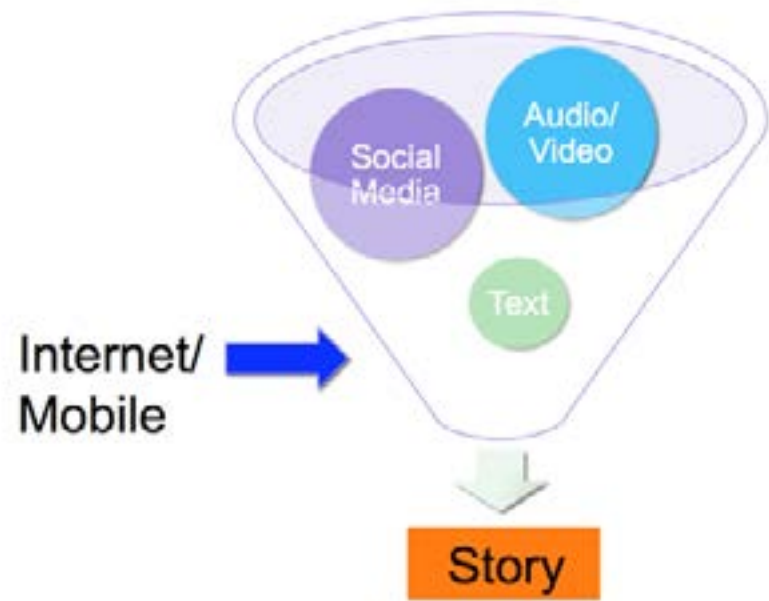 Social
Media
Audio/
Video
Text
Internet/
Mobile
Story